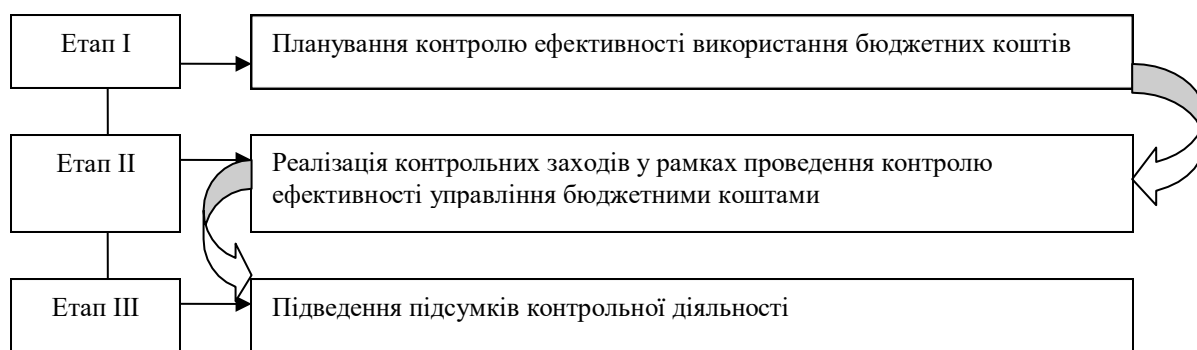 Етап I
Планування контролю ефективності використання бюджетних коштів
Етап II
Реалізація контрольних заходів у рамках проведення контролю
ефективності управління бюджетними коштами
Етап III
Підведення підсумків контрольної діяльності